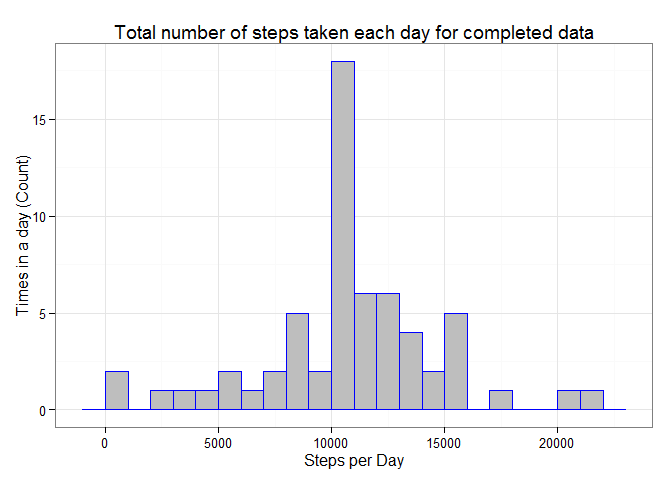 Total number of steps taken each day for completed data
Times in a day (Count)
15
10
5
0
0 5000 10000 15000 20000
Steps per Day